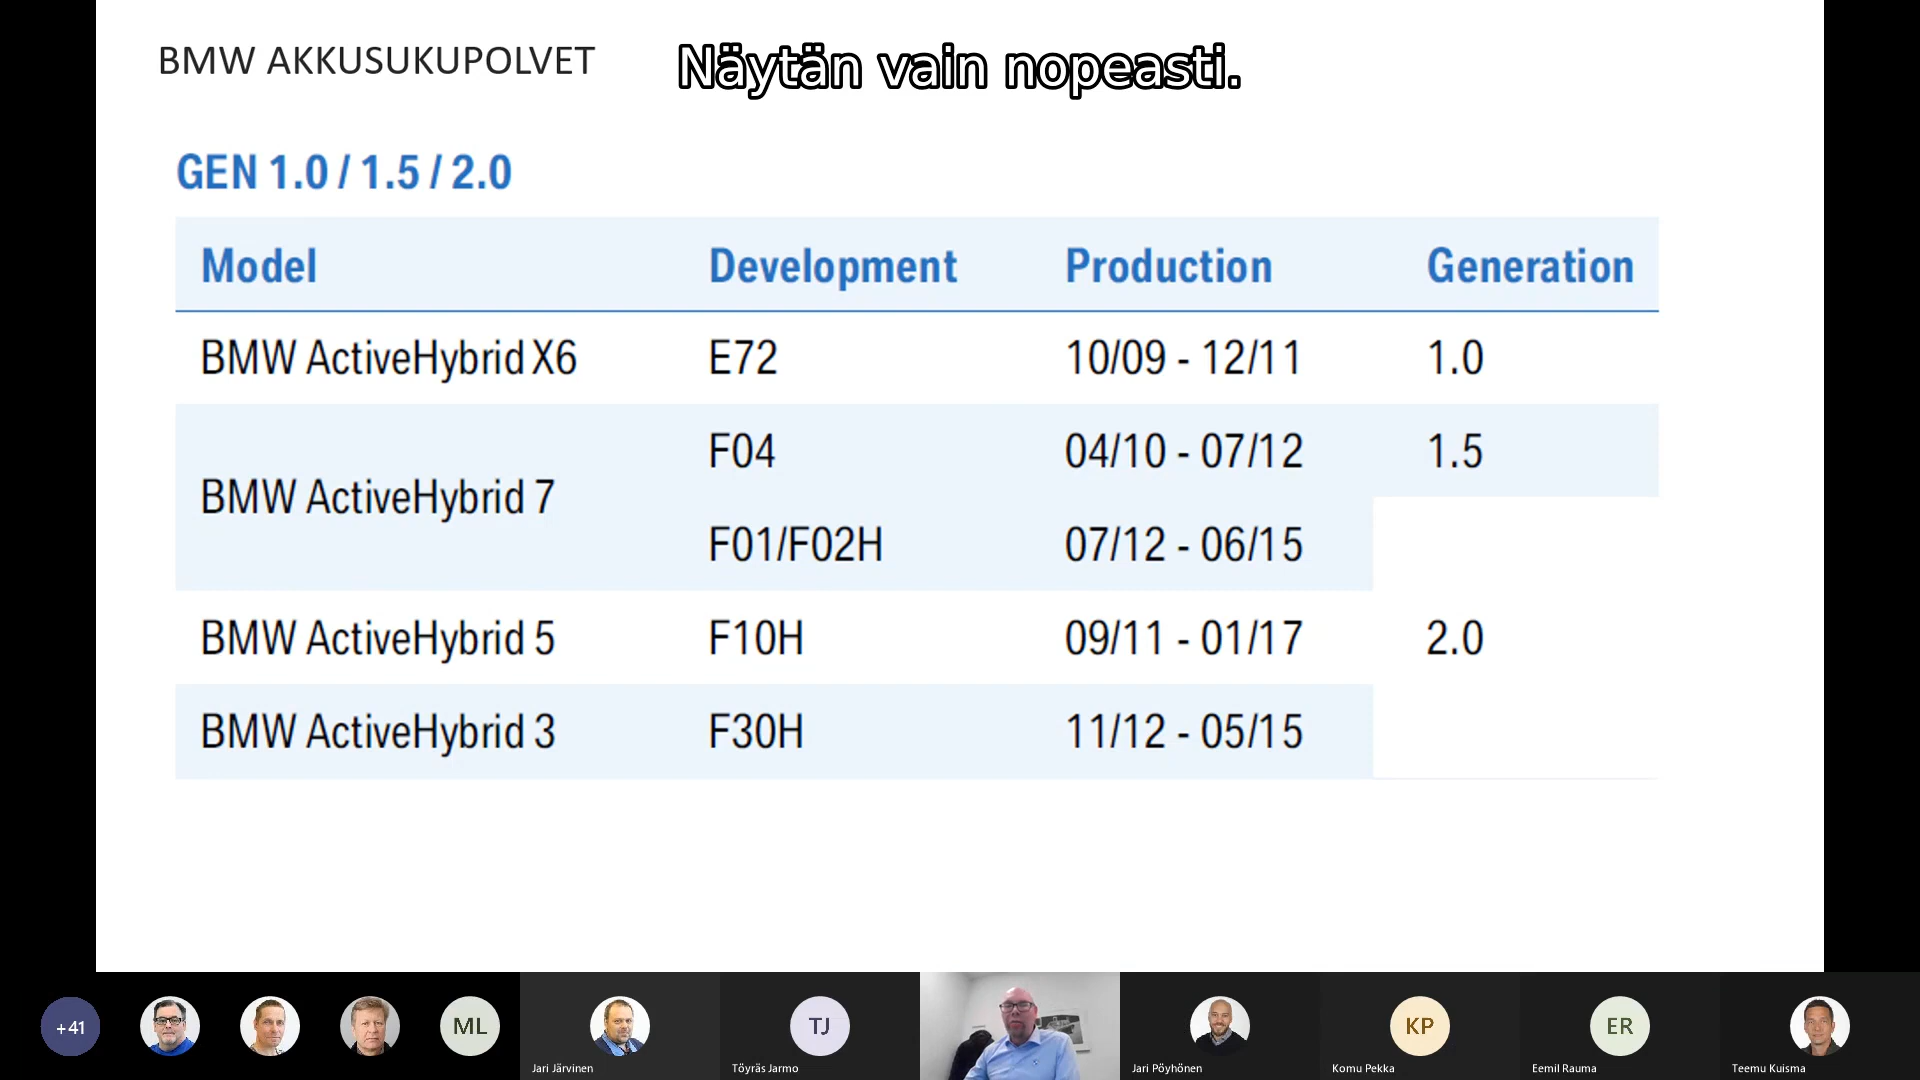 BMW AKKUSUKUPOLVET
Näytän vain nopeasti.
GEN 1.0 / 1.5 / 2.0
Model Development Production Generation
BMW ActiveHybrid X6 E72 10/09 - 12/11 1.0
BMW ActiveHybrid 7 F04 04/10 - 07/12 1.5
F01/F02H 07/12 - 06/15
BMW ActiveHybrid 5 F10H 09/11 - 01/17 2.0
BMW ActiveHybrid 3 F30H 11/12 - 05/15
+41 ML TJ KP ER
Jari Järvinen Töyräs Jarmo Jari Pöyhönen Komu Pekka Eemil Rauma Teemu Kuisma